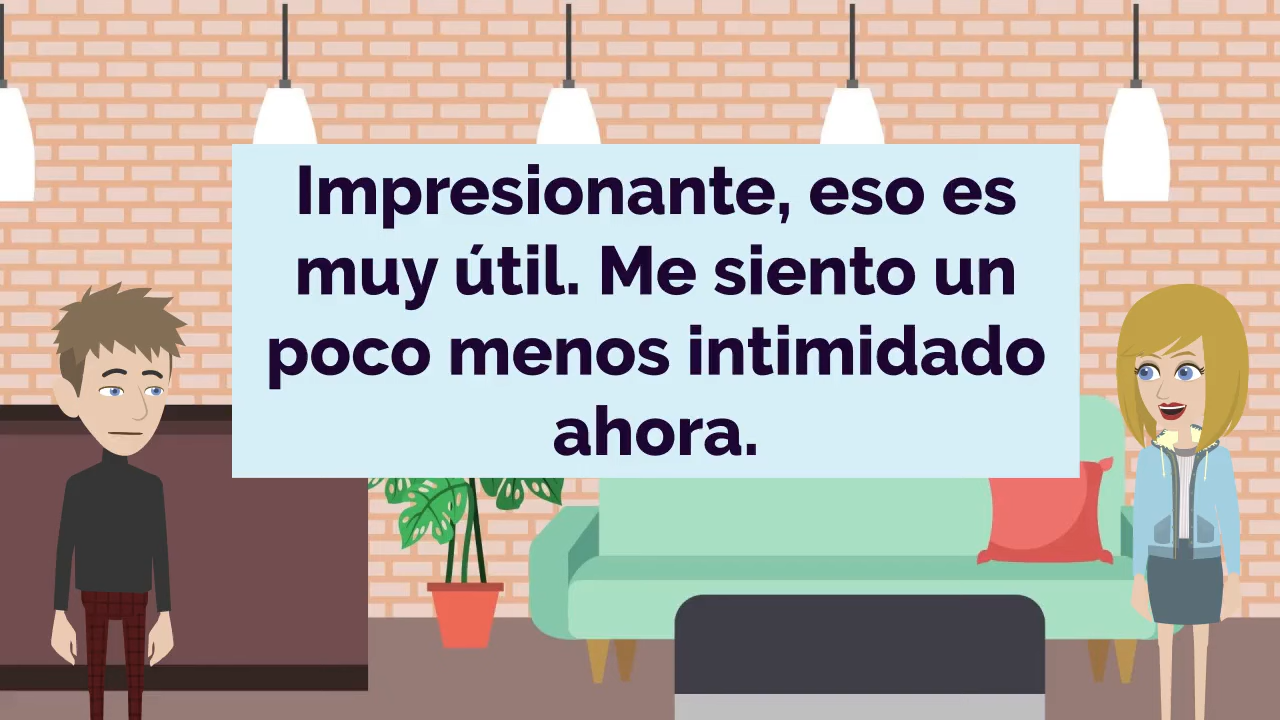 Impresionante, eso es
muy útil. Me siento un
poco menos intimidado
ahora.